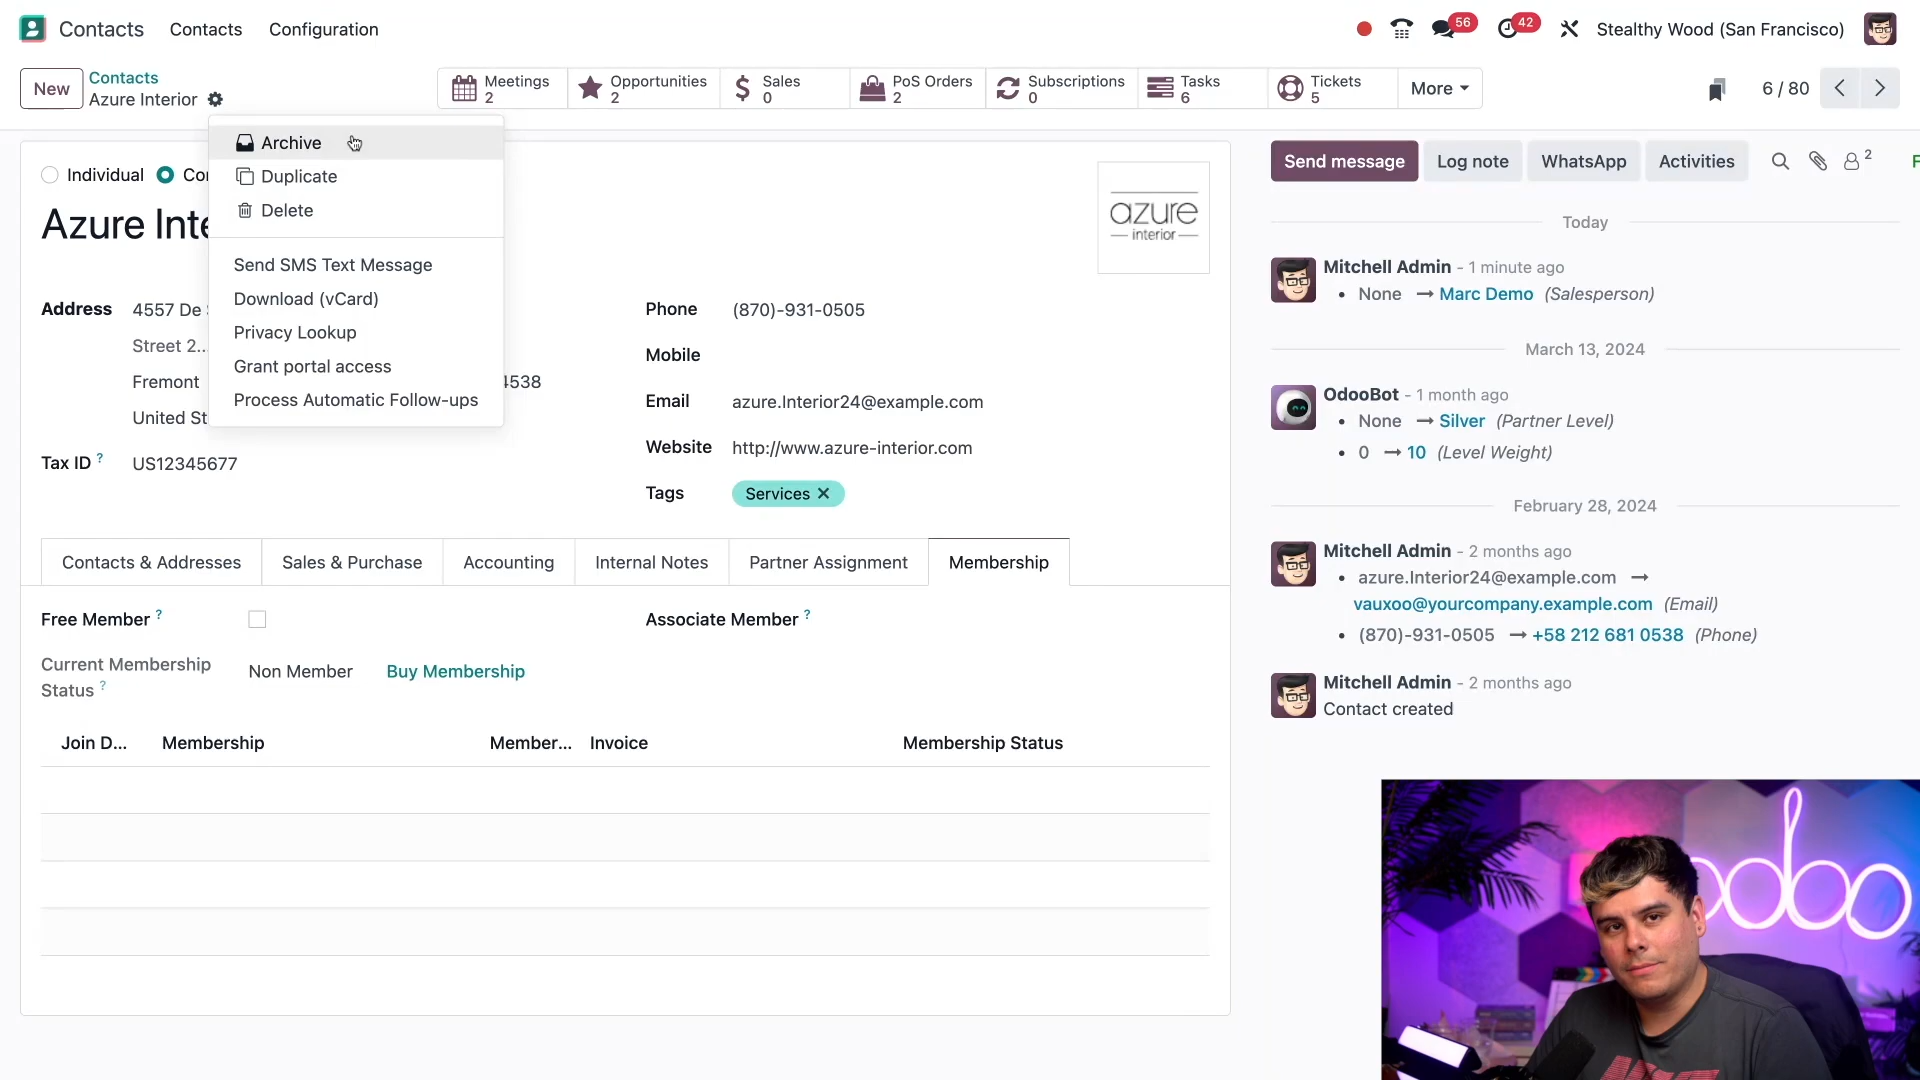 Contacts
Contacts
Configuration
56
42
Stealthy Wood (San Francisco)
New
Contacts
Azure Interior
Meetings
2
Opportunities
2
Sales
0
PoS Orders
2
Subscriptions
0
Tasks
6
Tickets
5
More
6 / 80
Archive
Duplicate
Delete
Send SMS Text Message
Download (vCard)
Privacy Lookup
Grant portal access
Process Automatic Follow-ups
Individual
Azure Inte
azure
interior
Address
4557 De
Street 2...
Fremont
4538
United St
Tax ID ?
US12345677
Phone
(870)-931-0505
Mobile
Email
azure.Interior24@example.com
Website
http://www.azure-interior.com
Tags
Services
Contacts & Addresses
Sales & Purchase
Accounting
Internal Notes
Partner Assignment
Membership
Free Member ?
Associate Member ?
Current Membership
Status ?
Non Member
Buy Membership
Join D...
Membership
Member...
Invoice
Membership Status
Send message
Log note
WhatsApp
Activities
2
Today
Mitchell Admin - 1 minute ago
• None → Marc Demo (Salesperson)
March 13, 2024
OdooBot - 1 month ago
• None → Silver (Partner Level)
• 0 → 10 (Level Weight)
February 28, 2024
Mitchell Admin - 2 months ago
• azure.Interior24@example.com →
vauxoo@yourcompany.example.com (Email)
• (870)-931-0505 → +58 212 681 0538 (Phone)
Mitchell Admin - 2 months ago
Contact created
odoo